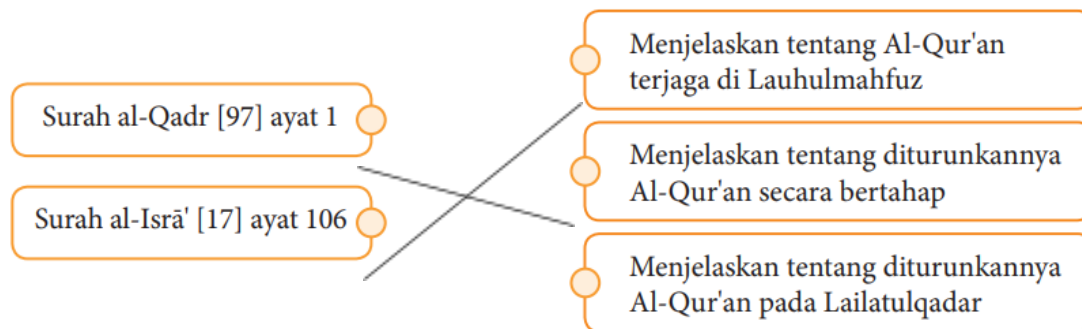 Surah al-Qadr [97] ayat 1
Surah al-Isrā' [17] ayat 106
Menjelaskan tentang Al-Qur'an
terjaga di Lauhulmahfuz
Menjelaskan tentang diturunkannya
Al-Qur'an secara bertahap
Menjelaskan tentang diturunkannya
Al-Qur'an pada Lailatulqadar